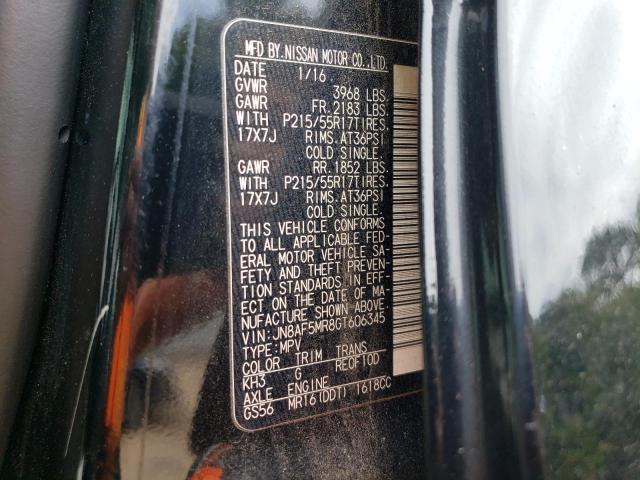 MFD BY NISSAN MOTOR CO.,LTD.
DATE 1/16
GVWR 3968 LBS.
GAWR FR. 2183 LBS.
WITH P215/55R17TIRES.
17X7J RIMS. AT36PSI
COLD SINGLE.
GAWR RR. 1852 LBS.
WITH P215/55R17TIRES.
17X7J RIMS. AT36PSI
COLD SINGLE.
THIS VEHICLE CONFORMS
TO ALL APPLICABLE FED-
ERAL MOTOR VEHICLE SA-
FETY AND THEFT PREVEN-
TION STANDARDS IN EFF-
ECT ON THE DATE OF MA-
NUFACTURE SHOWN ABOVE.
VIN:JN8AF5MR8GT606345
TYPE:MPV
COLOR TRIM TRANS
KH3 G RE0F10D
AXLE ENGINE
GS56 MR16(DDT) 1618CC